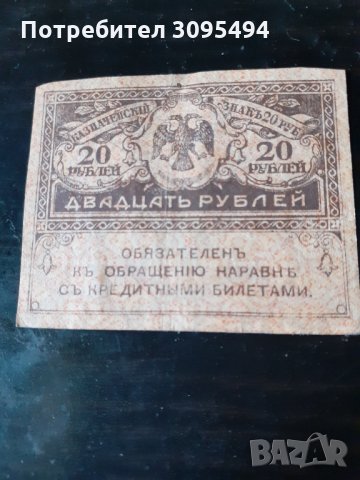 Потребител 3095494
КАЗНАЧЕЙСКІЙ ЗНАКЪ 20 РУБ.
20 РУБЛЕЙ 20 РУБЛЕЙ
ДВАДЦАТЬ РУБЛЕЙ
ОБЯЗАТЕЛЕНЪ
КЪ ОБРАЩЕНІЮ НАРАВНѢ
СЪ КРЕДИТНЫМИ БИЛЕТАМИ.
BAZAR